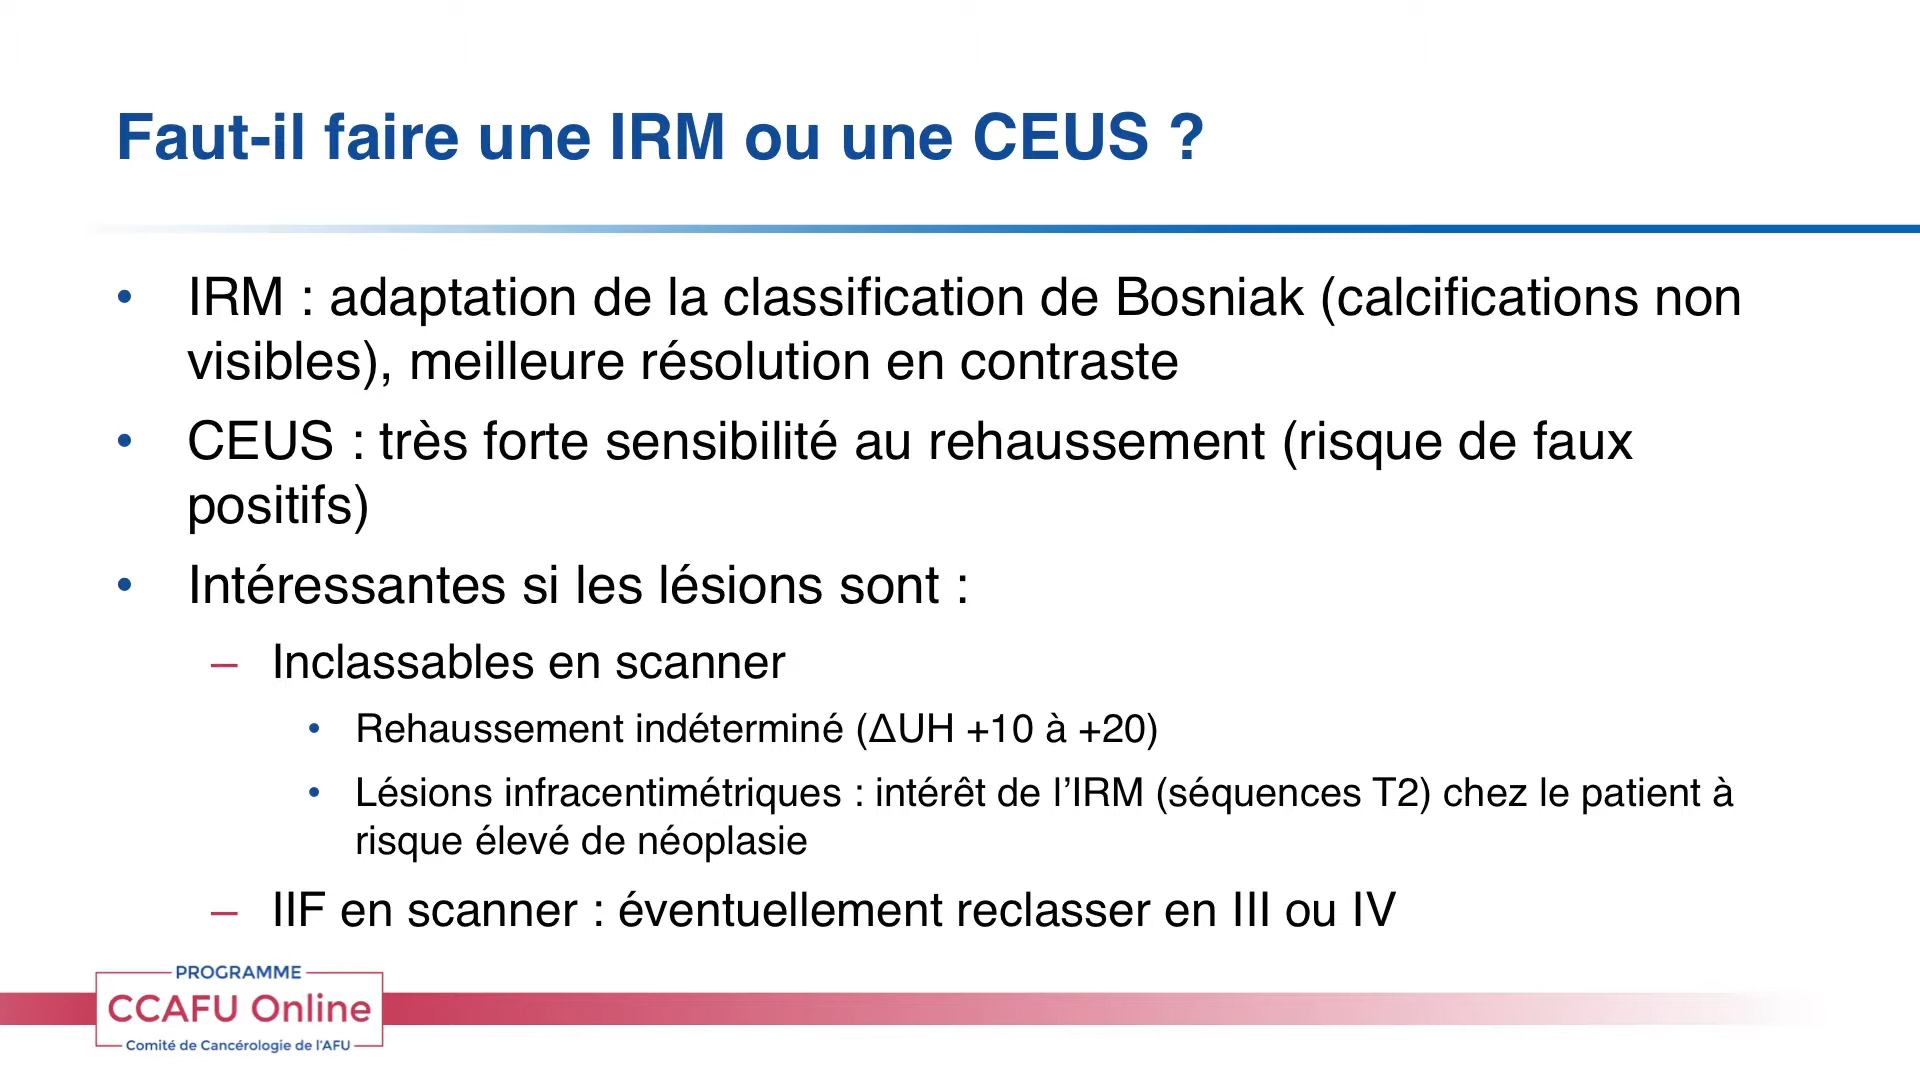 Faut-il faire une IRM ou une CEUS ?
• IRM : adaptation de la classification de Bosniak (calcifications non
visibles), meilleure résolution en contraste
• CEUS : très forte sensibilité au rehaussement (risque de faux
positifs)
• Intéressantes si les lésions sont :
– Inclassables en scanner
• Rehaussement indéterminé (ΔUH +10 à +20)
• Lésions infracentimétriques : intérêt de l’IRM (séquences T2) chez le patient à
risque élevé de néoplasie
– IIF en scanner : éventuellement reclasser en III ou IV
PROGRAMME
CCAFU Online
Comité de Cancérologie de l'AFU